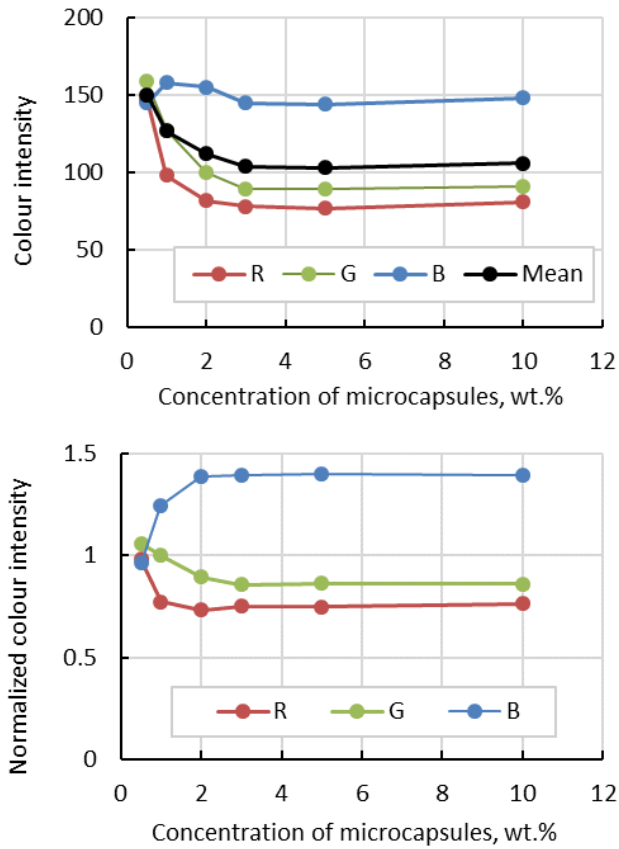 Colour intensity
200
150
100
50
0
R G B Mean
0 2 4 6 8 10 12
Concentration of microcapsules, wt.%
Normalized colour intensity
1.5
1
0.5
0
R G B
0 2 4 6 8 10 12
Concentration of microcapsules, wt.%